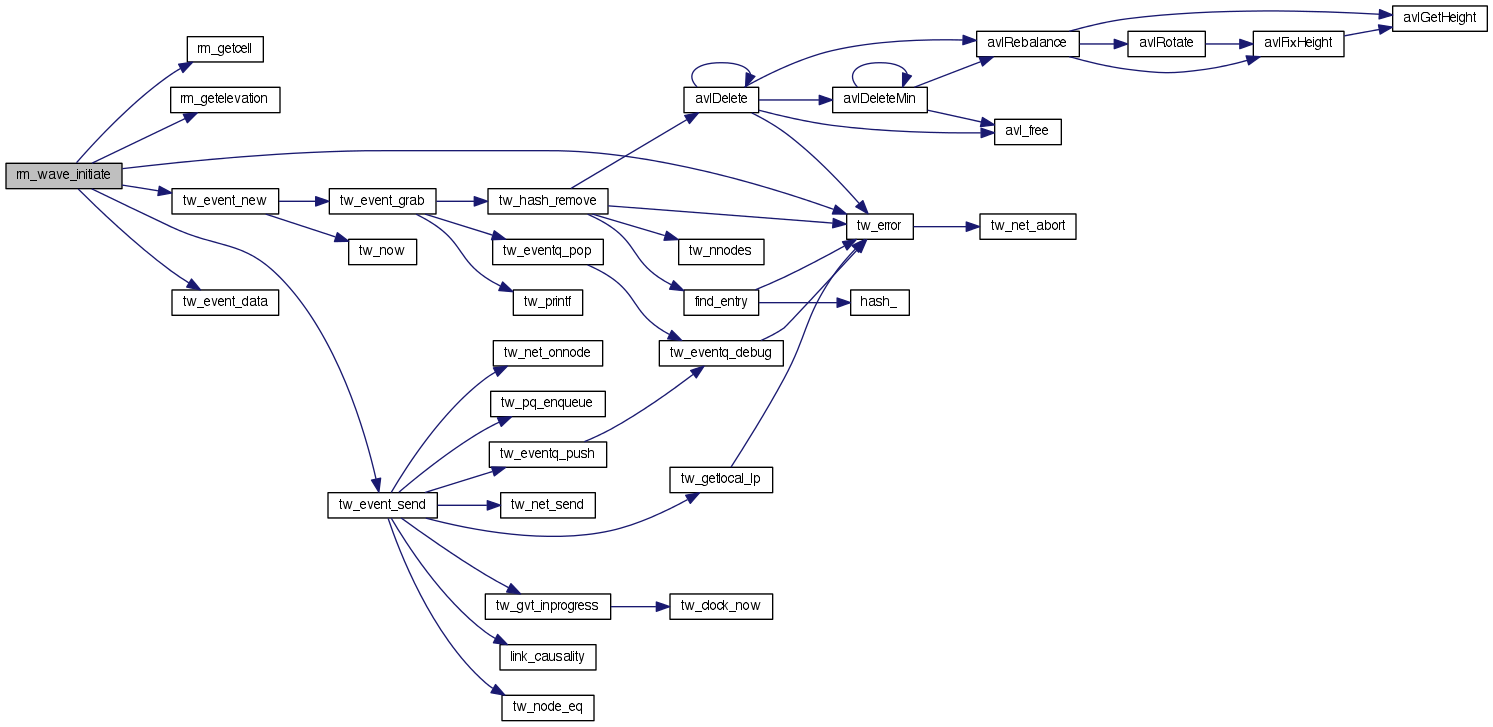 rm_wave_initiate
rm_getcell
rm_getelevation
tw_event_new
tw_now
tw_event_data
tw_event_send
tw_event_grab
tw_hash_remove
tw_eventq_pop
tw_printf
tw_net_onnode
tw_pq_enqueue
tw_eventq_push
tw_net_send
tw_gvt_inprogress
link_causality
tw_node_eq
avlDelete
tw_nnodes
find_entry
tw_eventq_debug
tw_getlocal_lp
tw_clock_now
avlDeleteMin
tw_error
hash_
avlRebalance
avl_free
tw_net_abort
avlRotate
avlFixHeight
avlGetHeight